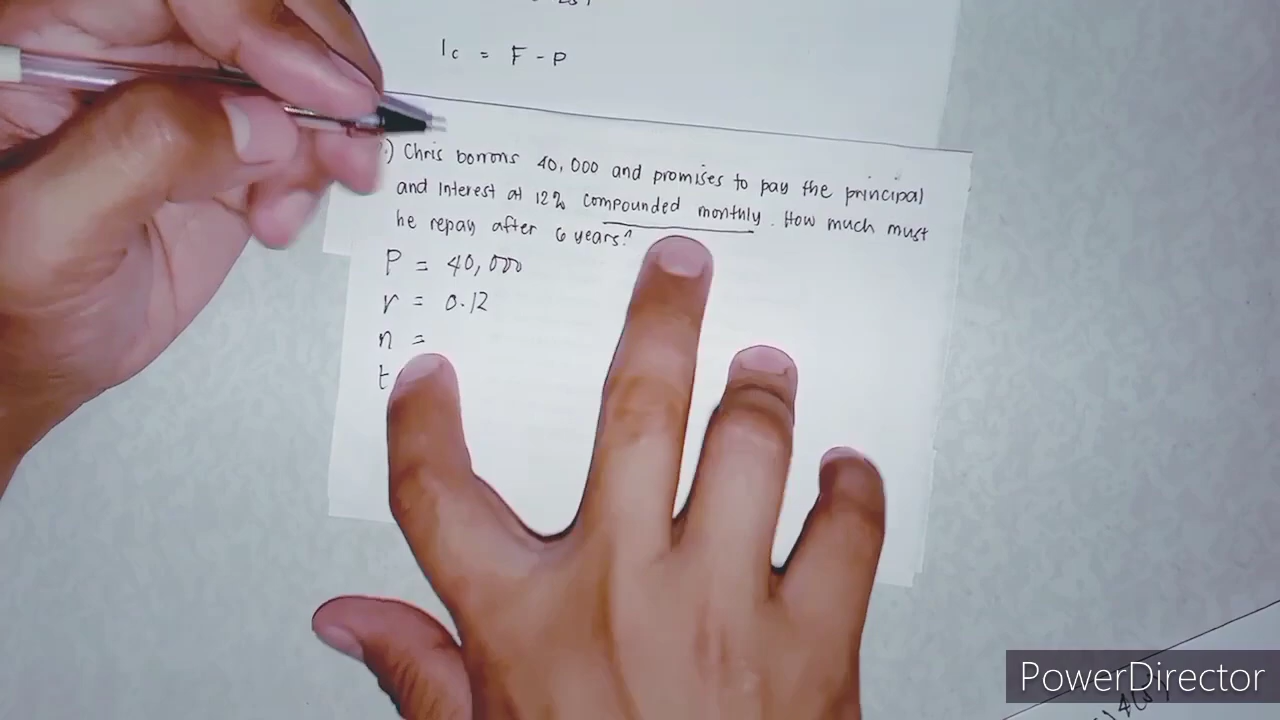 Ic = F - P
Chris borrows 40,000 and promises to pay the principal
and interest at 12% compounded monthly. How much must
he repay after 6 years?
P = 40,000
r = 0.12
n =
t
PowerDirector